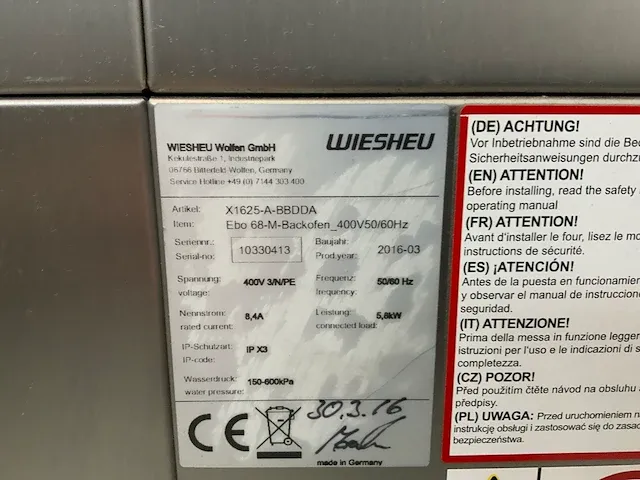 WIESHEU Wolfen GmbH
Kekulestraße 1, Industriepark
06766 Bitterfeld-Wolfen, Germany
Service Hotline +49 (0) 7144 303 400
WIESHEU
Artikel: X1625-A-BBDDA
Item: Ebo 68-M-Backofen_400V50/60Hz
Seriennr.: Baujahr:
Serial-no: 10330413 Prod.year: 2016-03
Spannung: 400V 3/N/PE Frequenz: 50/60 Hz
voltage: frequency:
Nennstrom: 8,4A Leistung: 5,8kW
rated current: connected load:
IP-Schutzart: IP X3
IP-code:
Wasserdruck: 150-600kPa
water pressure:
CE
30.3.16
made in Germany
(DE) ACHTUNG!
Vor Inbetriebnahme sind die Bed
Sicherheitsanweisungen durchz
(EN) ATTENTION!
Before installing, read the safety
operating manual
(FR) ATTENTION!
Avant d'installer le four, lisez le mo
instructions de sécurité.
(ES) ¡ATENCIÓN!
Antes de la puesta en funcionamien
y observar el manual de instruccion
seguridad.
(IT) ATTENZIONE!
Prima della messa in funzione legger
istruzioni per l'uso e le indicazioni di s
completezza.
(CZ) POZOR!
Před použitím čtěte návod na obsluhu
předpisy.
(PL) UWAGA: Przed uruchomieniem n
instrukcję obsługi i zastosować się do zasad
bezpieczeństwa.